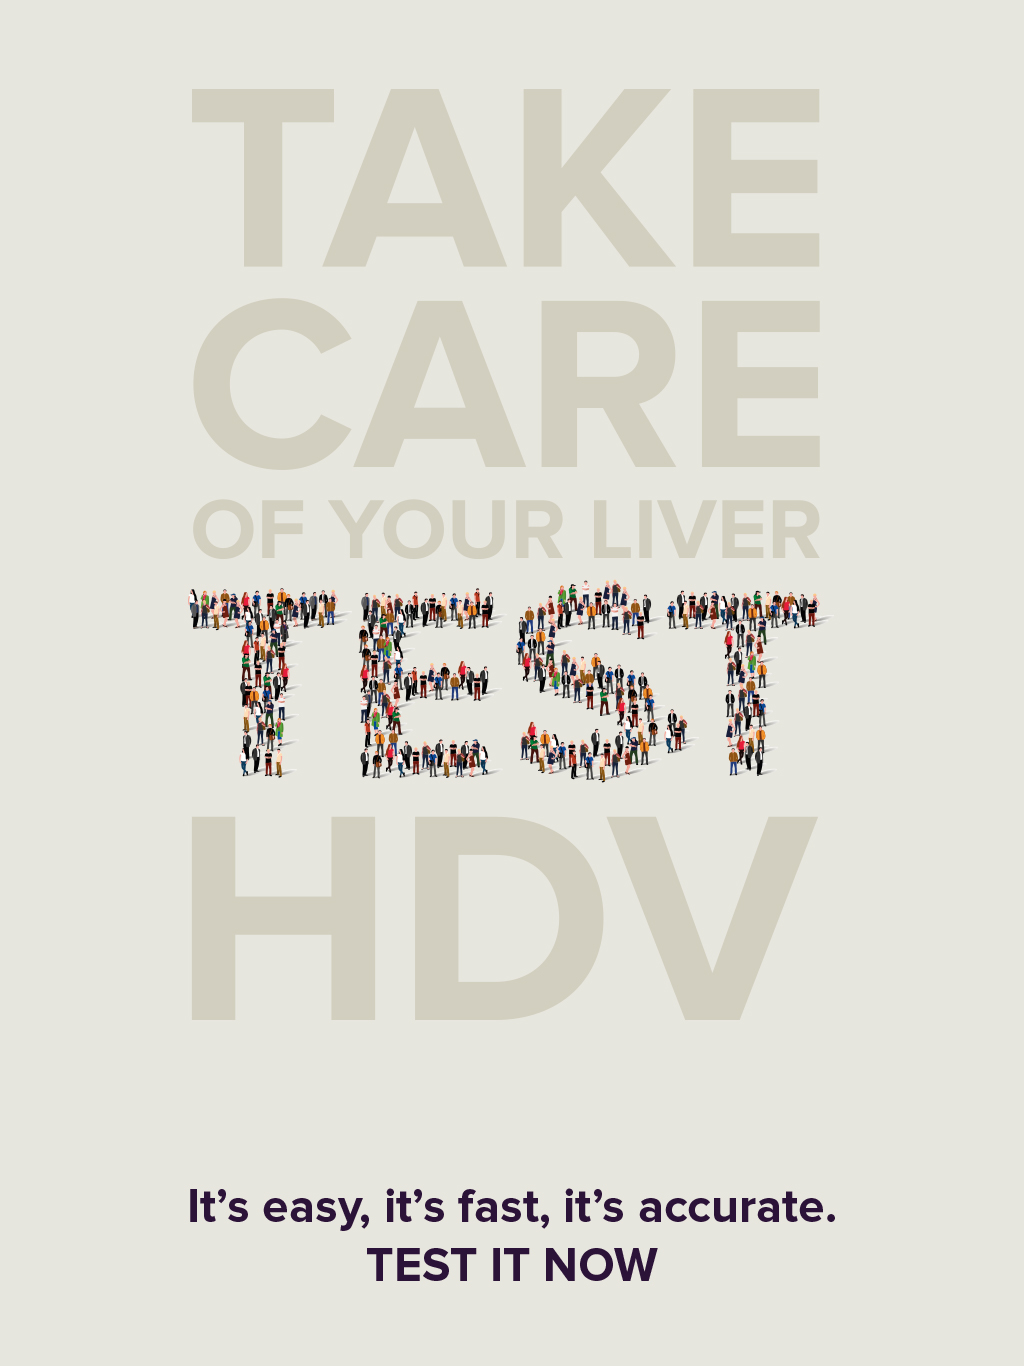 TAKE
CARE
OF YOUR LIVER
TEST
HDV
It’s easy, it’s fast, it’s accurate.
TEST IT NOW